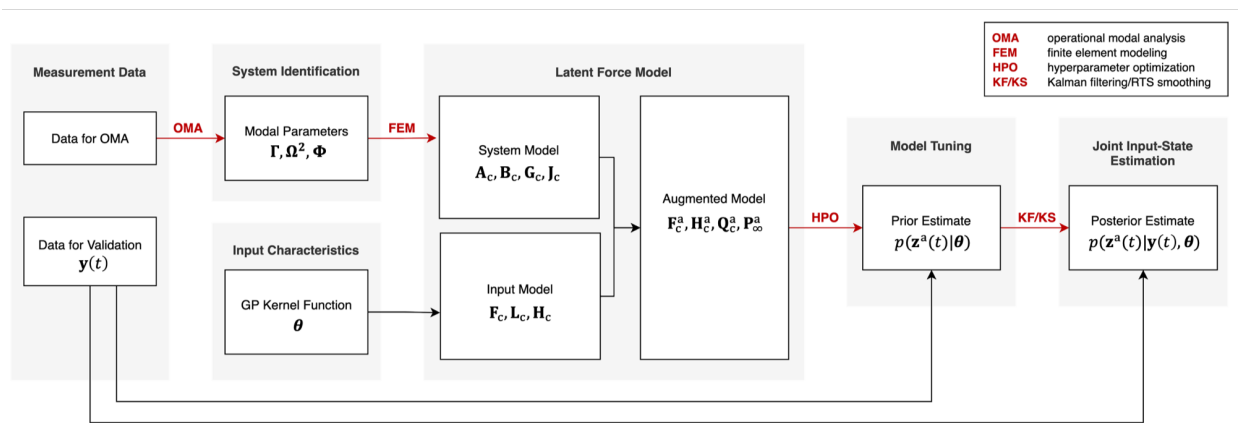 OMA operational modal analysis
FEM finite element modeling
HPO hyperparameter optimization
KF/KS Kalman filtering/RTS smoothing
Measurement Data
Data for OMA
Data for Validation
y(t)
OMA
System Identification
Modal Parameters
Γ, Ω², Φ
FEM
Input Characteristics
GP Kernel Function
θ
Latent Force Model
System Model
A_c, B_c, G_c, J_c
Input Model
F_c, L_c, H_c
Augmented Model
F_c^a, H_c^a, Q_c^a, P_∞^a
HPO
Model Tuning
Prior Estimate
p(z^a(t)|θ)
KF/KS
Joint Input-State
Estimation
Posterior Estimate
p(z^a(t)|y(t), θ)